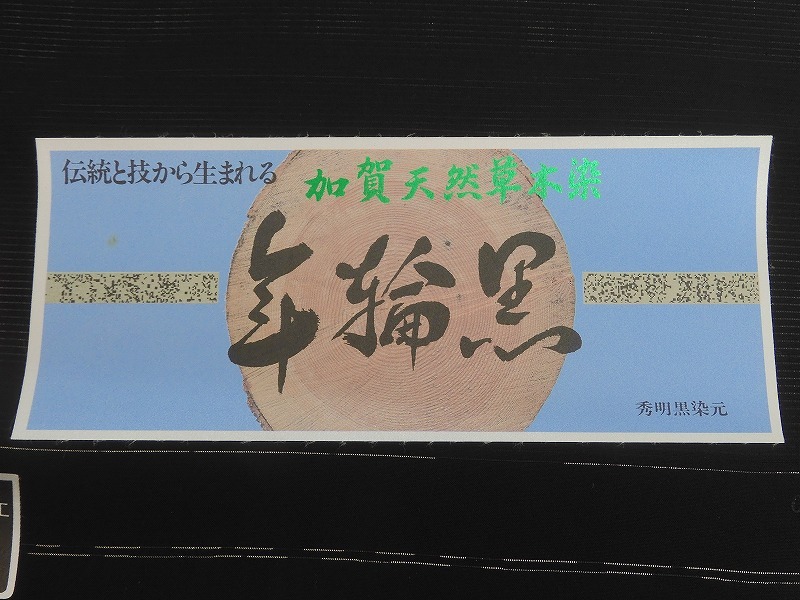 伝統と技から生まれる
加賀天然草木染
年輪黒
秀明黒染元
エ